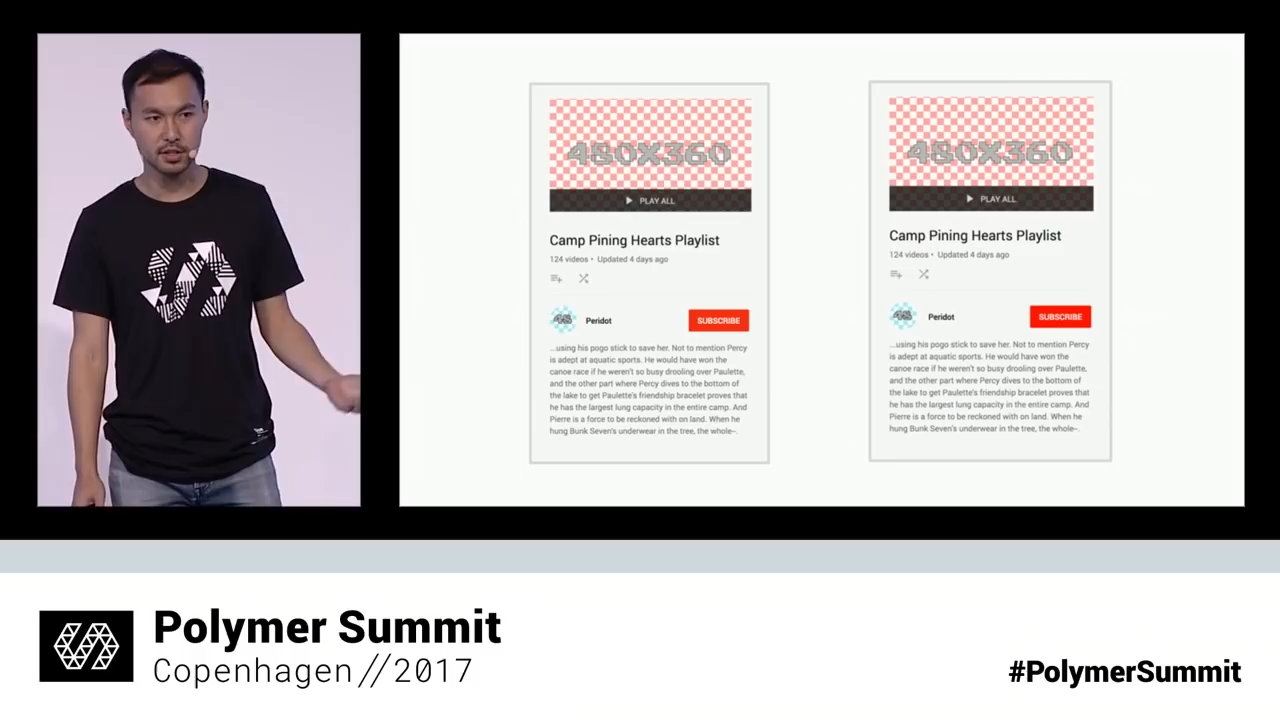 480X360
PLAY ALL
Camp Pining Hearts Playlist
124 videos • Updated 4 days ago
Peridot
SUBSCRIBE
...using his pogo stick to save her. Not to mention Percy
is adept at aquatic sports. He would have won the
canoe race if he weren't so busy drooling over Paulette,
and the other part where Percy dives to the bottom of
the lake to get Paulette's friendship bracelet proves that
he has the largest lung capacity in the entire camp. And
Pierre is a force to be reckoned with on land. When he
hung Bunk Seven's underwear in the tree, the whole–.
480X360
PLAY ALL
Camp Pining Hearts Playlist
124 videos • Updated 4 days ago
Peridot
SUBSCRIBE
...using his pogo stick to save her. Not to mention Percy
is adept at aquatic sports. He would have won the
canoe race if he weren't so busy drooling over Paulette,
and the other part where Percy dives to the bottom of
the lake to get Paulette's friendship bracelet proves that
he has the largest lung capacity in the entire camp. And
Pierre is a force to be reckoned with on land. When he
hung Bunk Seven's underwear in the tree, the whole–.
Polymer Summit
Copenhagen//2017
#PolymerSummit